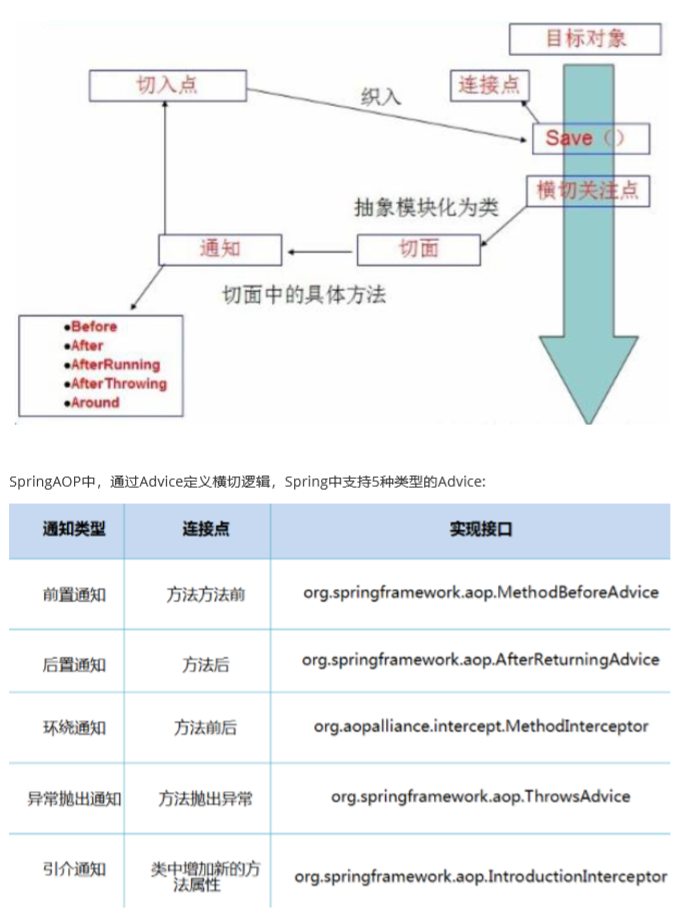 目标对象
切入点
连接点
织入
Save（）
横切关注点
抽象模块化为类
通知
切面
切面中的具体方法
●Before
●After
●AfterRunning
●AfterThrowing
●Around
SpringAOP中，通过Advice定义横切逻辑，Spring中支持5种类型的Advice:
通知类型 连接点 实现接口
前置通知 方法方法前 org.springframework.aop.MethodBeforeAdvice
后置通知 方法后 org.springframework.aop.AfterReturningAdvice
环绕通知 方法前后 org.aopalliance.intercept.MethodInterceptor
异常抛出通知 方法抛出异常 org.springframework.aop.ThrowsAdvice
引介通知 类中增加新的方
法属性 org.springframework.aop.IntroductionInterceptor